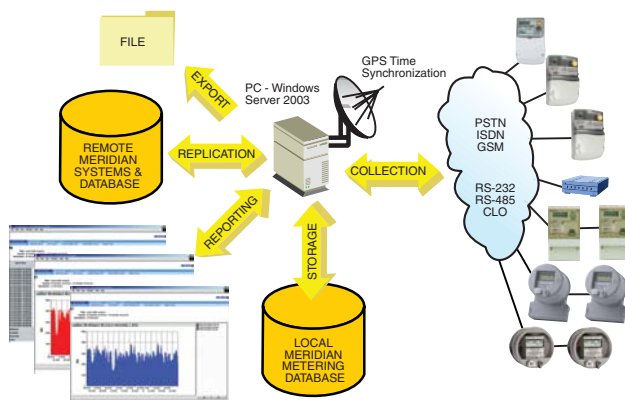 FILE
EXPORT
PC - Windows
Server 2003
GPS Time
Synchronization
REMOTE
MERIDIAN
SYSTEMS &
DATABASE
REPLICATION
COLLECTION
PSTN
ISDN
GSM
RS-232
RS-485
CLO
REPORTING
STORAGE
LOCAL
MERIDIAN
METERING
DATABASE